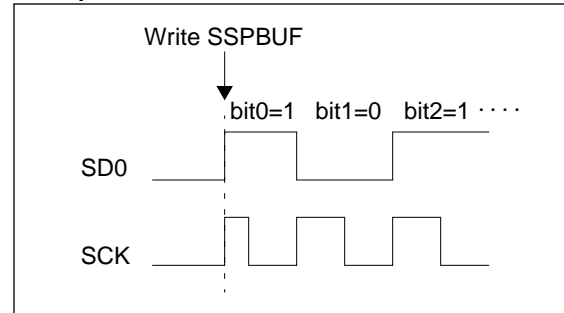 Write SSPBUF
bit0=1 bit1=0 bit2=1 ····
SD0
SCK